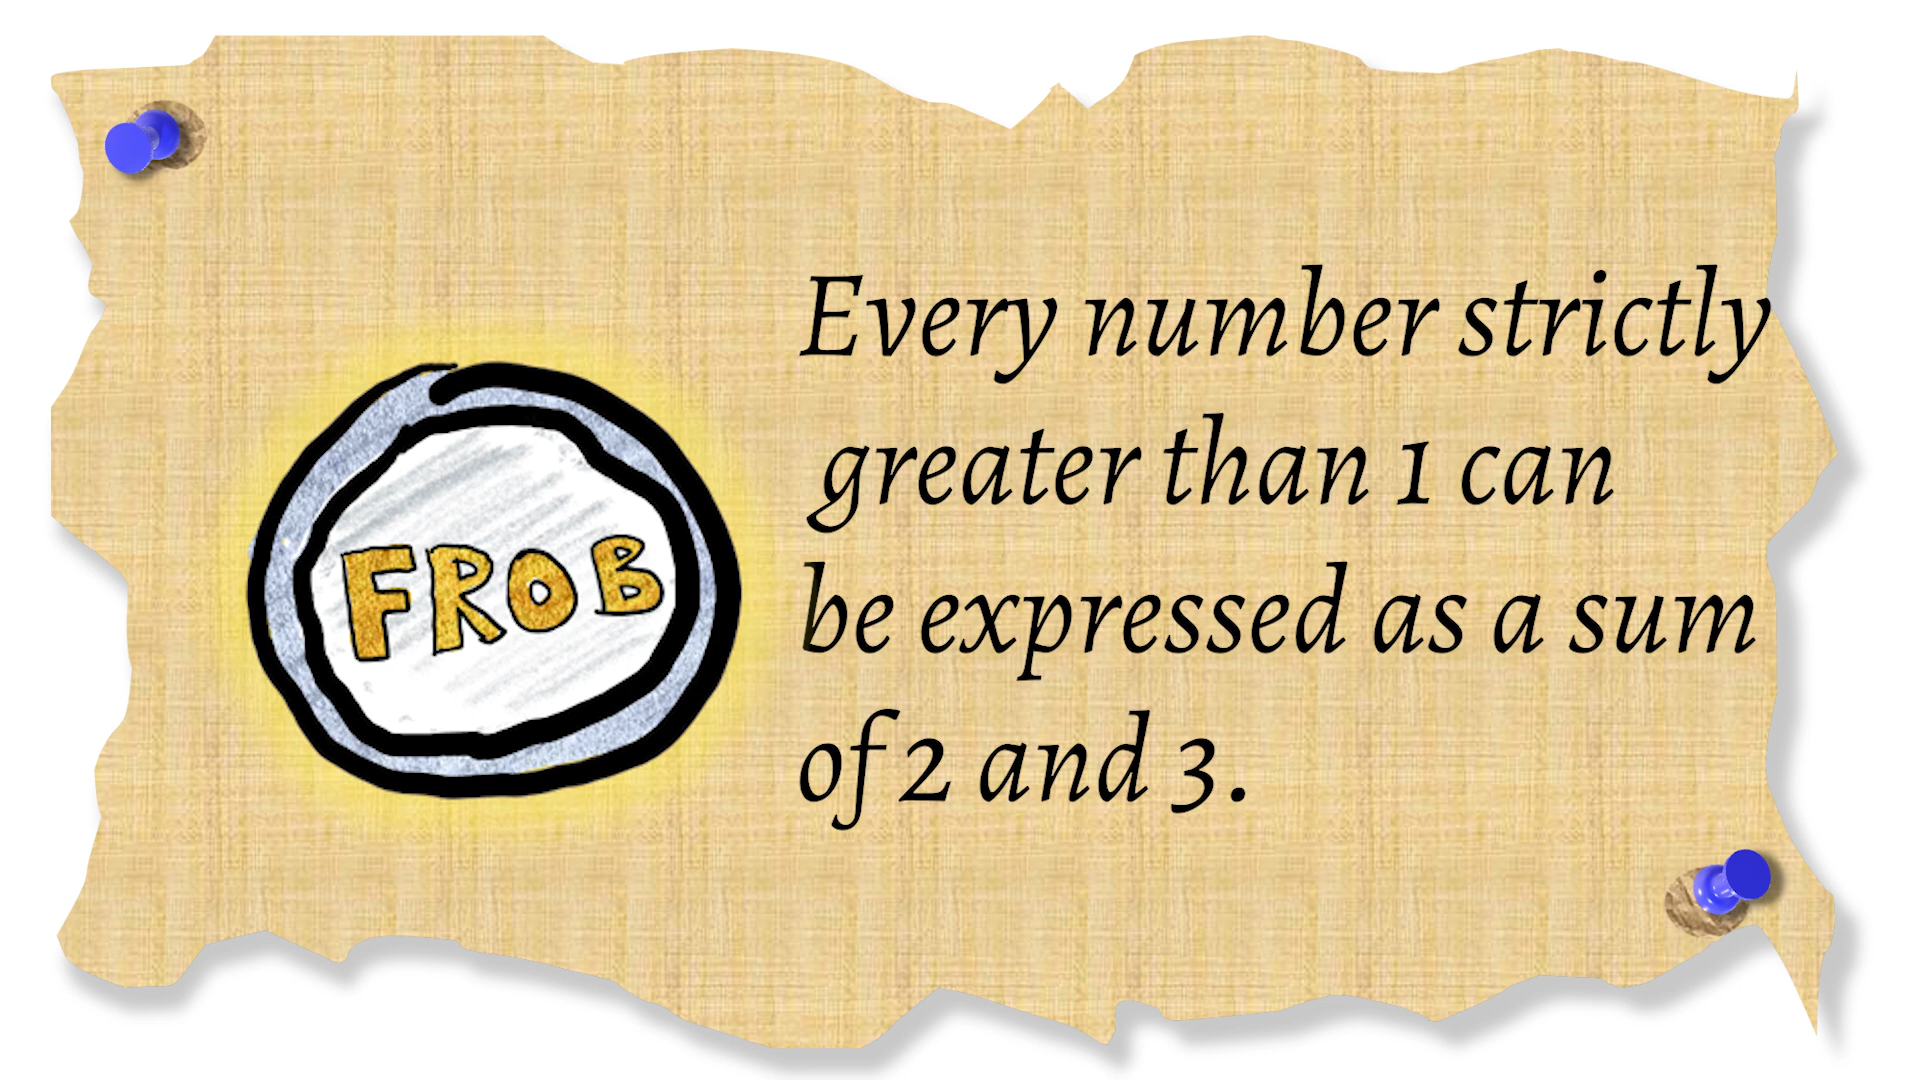 FROB
Every number strictly
greater than 1 can
be expressed as a sum
of 2 and 3.